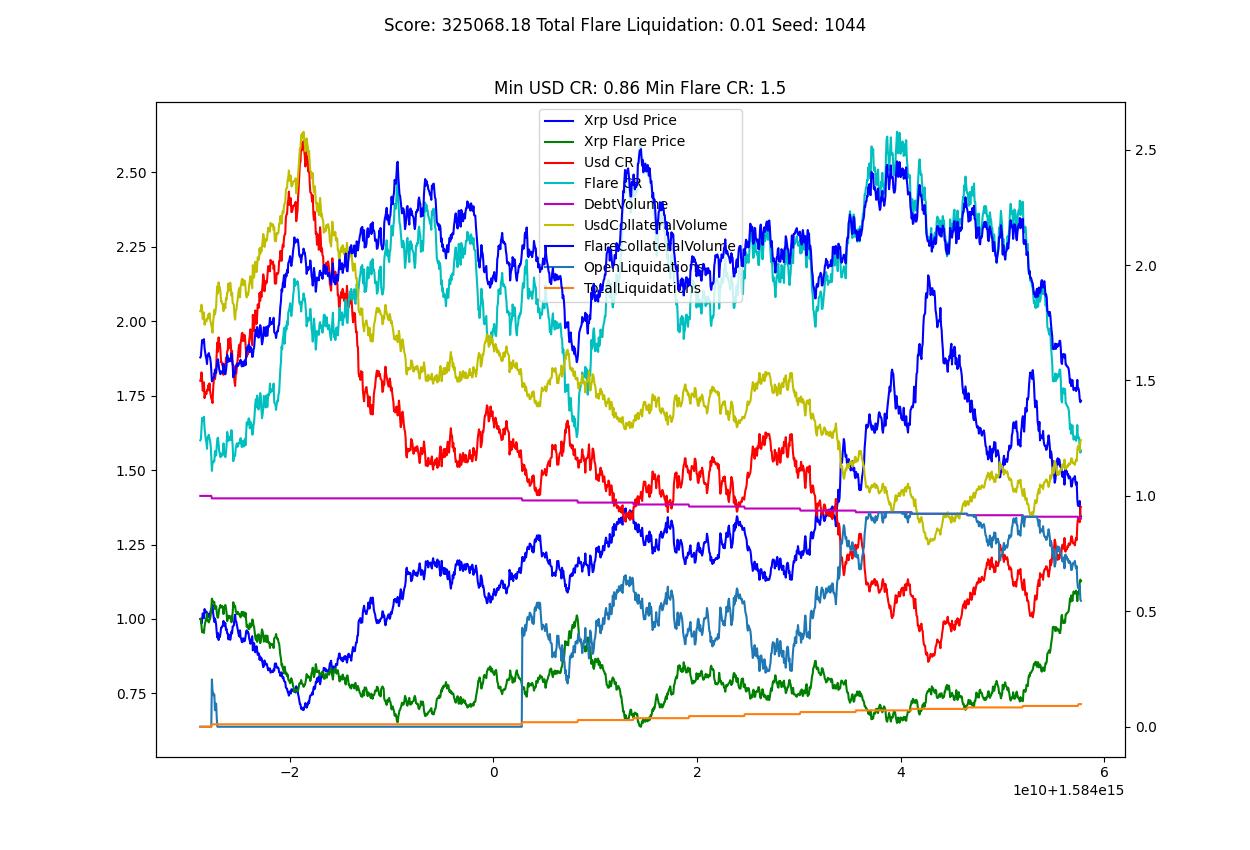 Score: 325068.18 Total Flare Liquidation: 0.01 Seed: 1044
Min USD CR: 0.86 Min Flare CR: 1.5
Xrp Usd Price
Xrp Flare Price
Usd CR
Flare CR
DebtVolume
UsdCollateralVolume
FlareCollateralVolume
OpenLiquidations
TotalLiquidations
2.50
2.25
2.00
1.75
1.50
1.25
1.00
0.75
2.5
2.0
1.5
1.0
0.5
0.0
−2 0 2 4 6
1e10+1.584e15